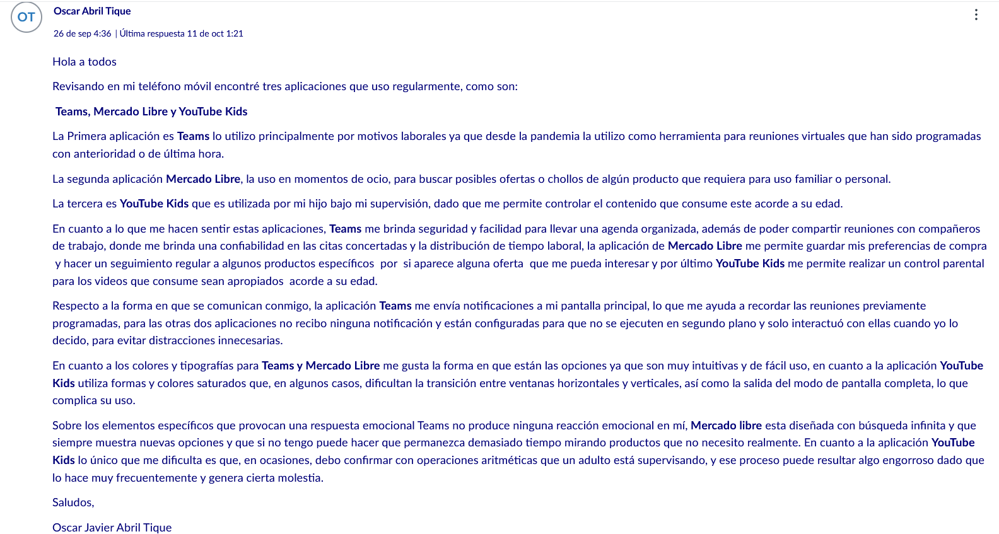 OT
Oscar Abril Tique
26 de sep 4:36 | Última respuesta 11 de oct 1:21
Hola a todos
Revisando en mi teléfono móvil encontré tres aplicaciones que uso regularmente, como son:
Teams, Mercado Libre y YouTube Kids
La Primera aplicación es Teams lo utilizo principalmente por motivos laborales ya que desde la pandemia la utilizo como herramienta para reuniones virtuales que han sido programadas
con anterioridad o de última hora.
La segunda aplicación Mercado Libre, la uso en momentos de ocio, para buscar posibles ofertas o chollos de algún producto que requiera para uso familiar o personal.
La tercera es YouTube Kids que es utilizada por mi hijo bajo mi supervisión, dado que me permite controlar el contenido que consume este acorde a su edad.
En cuanto a lo que me hacen sentir estas aplicaciones, Teams me brinda seguridad y facilidad para llevar una agenda organizada, además de poder compartir reuniones con compañeros
de trabajo, donde me brinda una confiabilidad en las citas concertadas y la distribución de tiempo laboral, la aplicación de Mercado Libre me permite guardar mis preferencias de compra
y hacer un seguimiento regular a algunos productos específicos por si aparece alguna oferta que me pueda interesar y por último YouTube Kids me permite realizar un control parental
para los videos que consume sean apropiados acorde a su edad.
Respecto a la forma en que se comunican conmigo, la aplicación Teams me envía notificaciones a mi pantalla principal, lo que me ayuda a recordar las reuniones previamente
programadas, para las otras dos aplicaciones no recibo ninguna notificación y están configuradas para que no se ejecuten en segundo plano y solo interactuó con ellas cuando yo lo
decido, para evitar distracciones innecesarias.
En cuanto a los colores y tipografías para Teams y Mercado Libre me gusta la forma en que están las opciones ya que son muy intuitivas y de fácil uso, en cuanto a la aplicación YouTube
Kids utiliza formas y colores saturados que, en algunos casos, dificultan la transición entre ventanas horizontales y verticales, así como la salida del modo de pantalla completa, lo que
complica su uso.
Sobre los elementos específicos que provocan una respuesta emocional Teams no produce ninguna reacción emocional en mí, Mercado libre esta diseñada con búsqueda infinita y que
siempre muestra nuevas opciones y que si no tengo puede hacer que permanezca demasiado tiempo mirando productos que no necesito realmente. En cuanto a la aplicación YouTube
Kids lo único que me dificulta es que, en ocasiones, debo confirmar con operaciones aritméticas que un adulto está supervisando, y ese proceso puede resultar algo engorroso dado que
lo hace muy frecuentemente y genera cierta molestia.
Saludos,
Oscar Javier Abril Tique